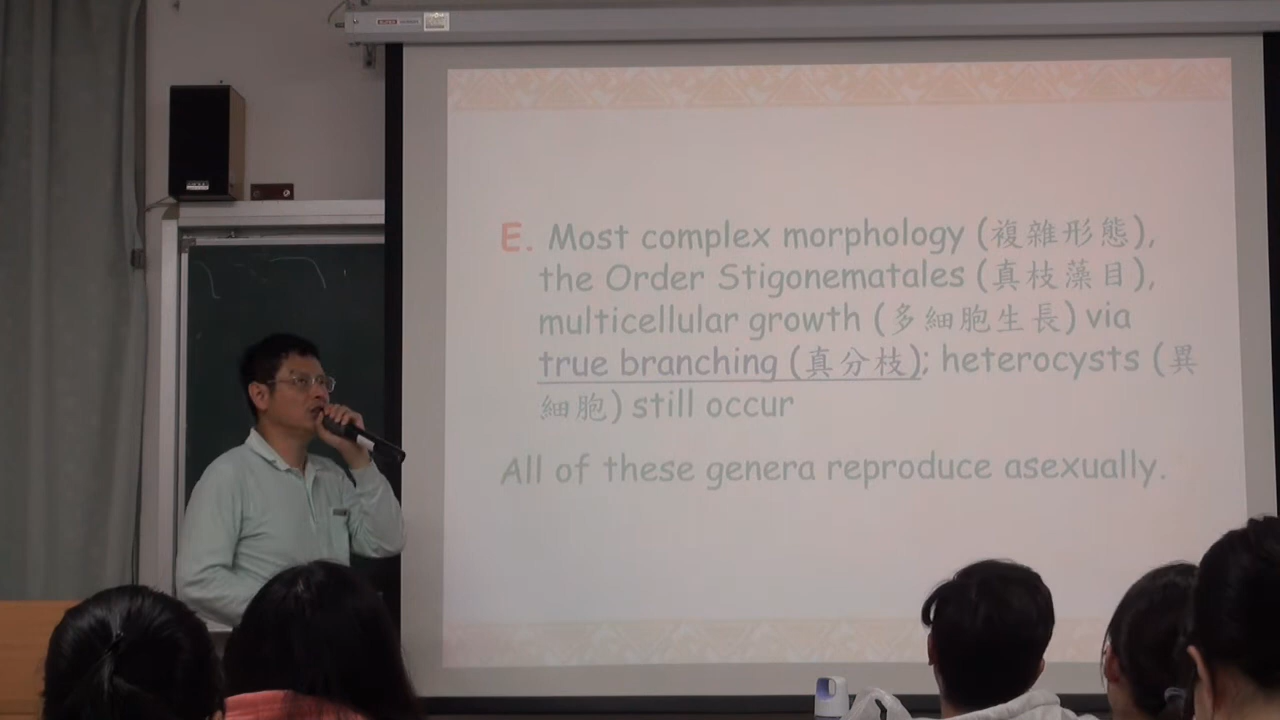 E. Most complex morphology (複雜形態),
the Order Stigonematales (真枝藻目),
multicellular growth (多細胞生長) via
true branching (真分枝); heterocysts (異
細胞) still occur
All of these genera reproduce asexually.